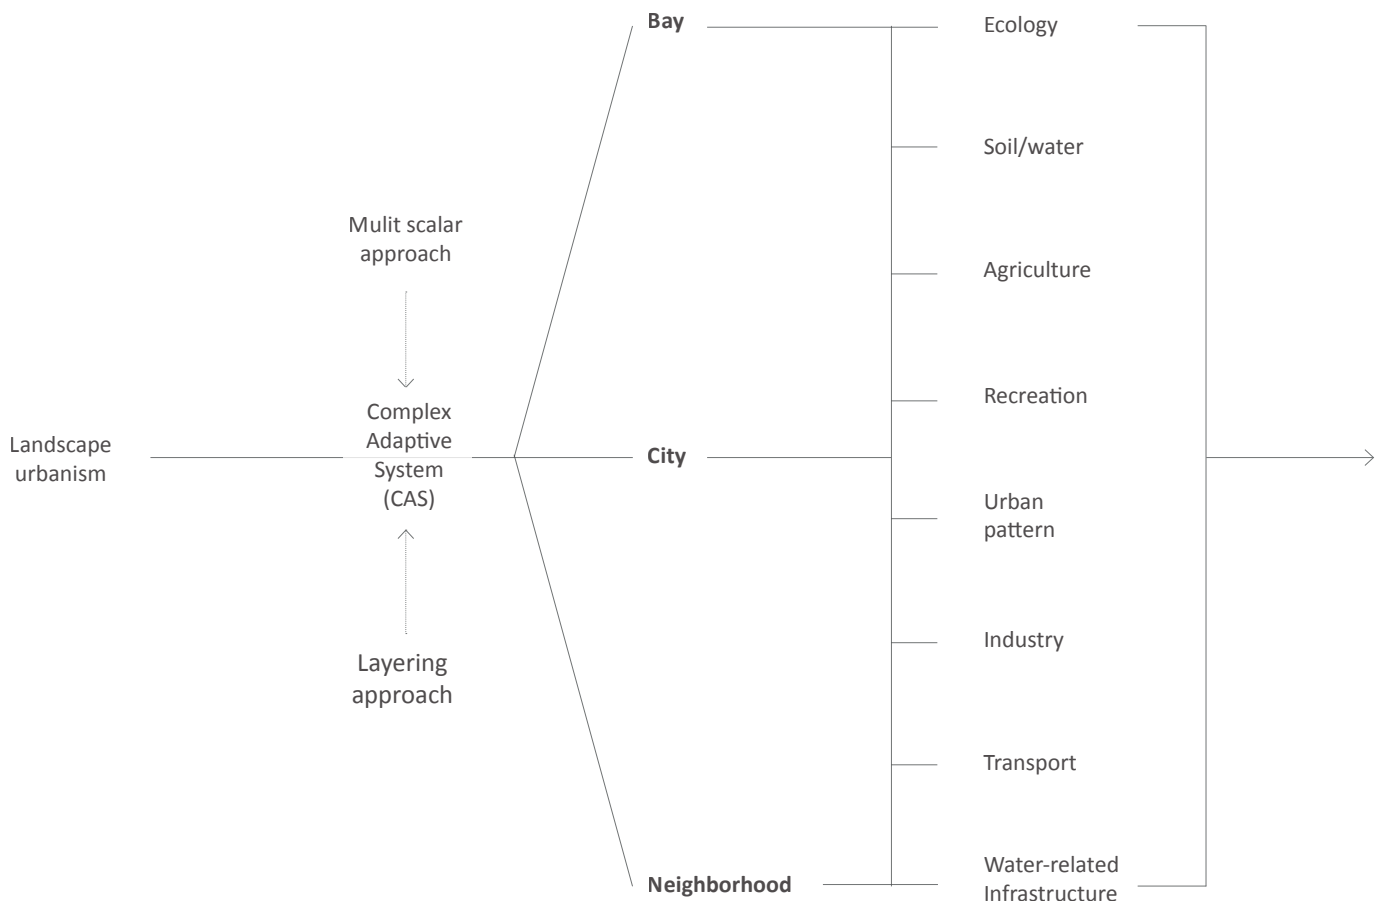 Landscape
urbanism
Mulit scalar
approach
Complex
Adaptive
System
(CAS)
Layering
approach
Bay
City
Neighborhood
Ecology
Soil/water
Agriculture
Recreation
Urban
pattern
Industry
Transport
Water-related
Infrastructure